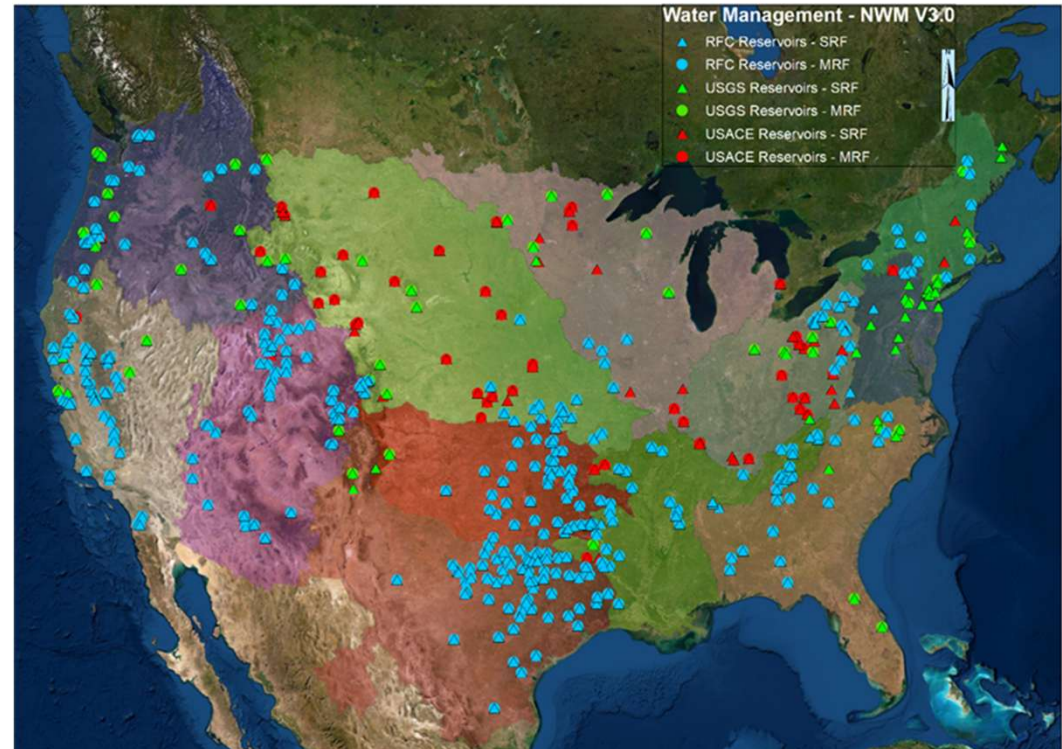 Water Management - NWM V3.0
RFC Reservoirs - SRF
RFC Reservoirs - MRF
USGS Reservoirs - SRF
USGS Reservoirs - MRF
USACE Reservoirs - SRF
USACE Reservoirs - MRF